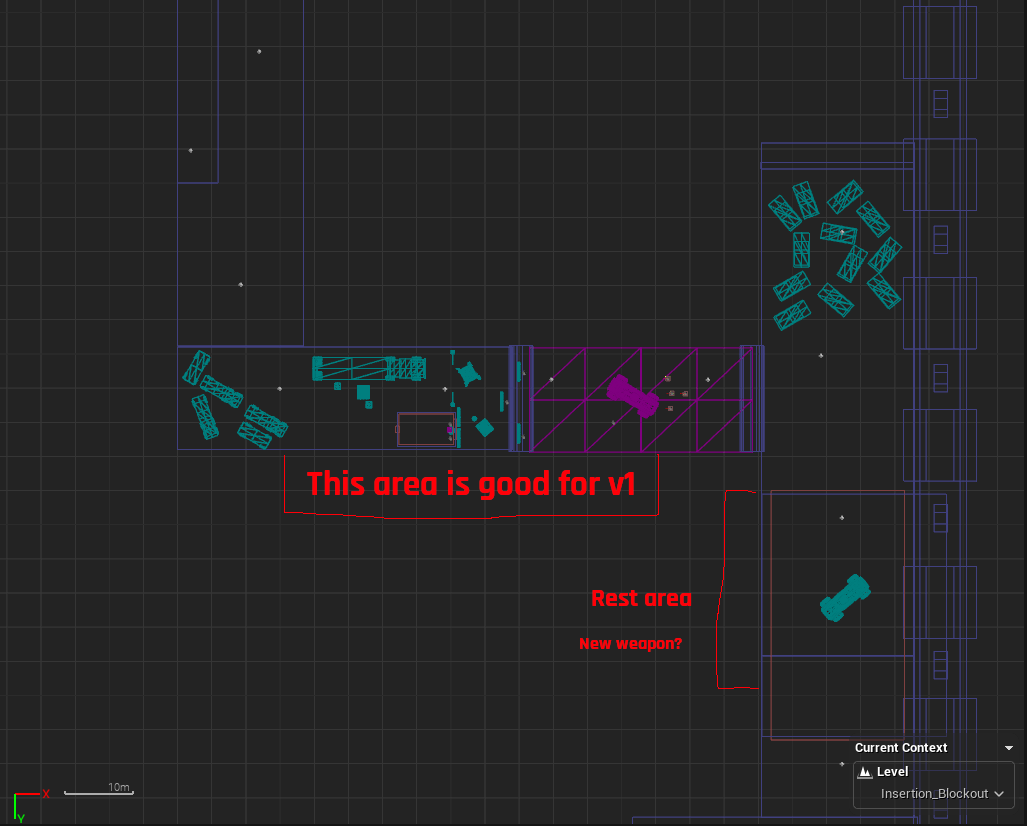 This area is good for v1
Rest area
New weapon?
Current Context
Level
Insertion_Blockout
10m
X
Y